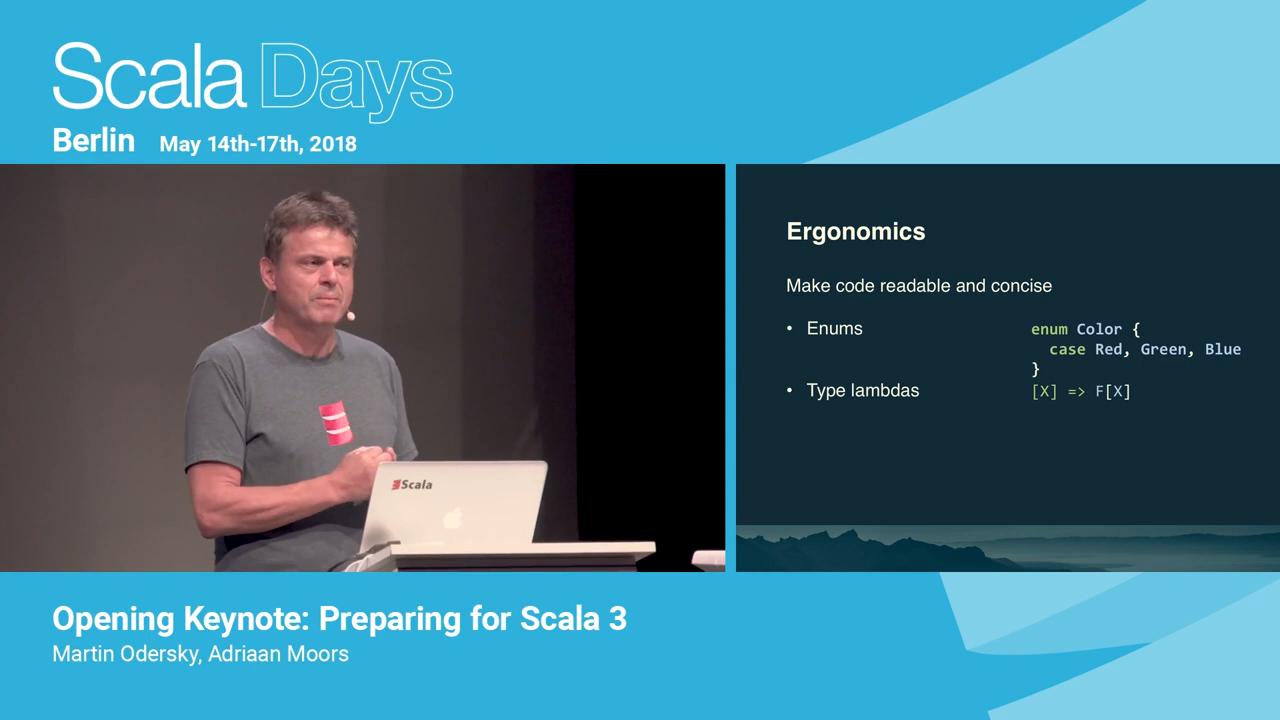 Scala Days
Berlin May 14th-17th, 2018
Ergonomics
Make code readable and concise
• Enums
enum Color {
case Red, Green, Blue
}
• Type lambdas
[X] => F[X]
Scala
Opening Keynote: Preparing for Scala 3
Martin Odersky, Adriaan Moors